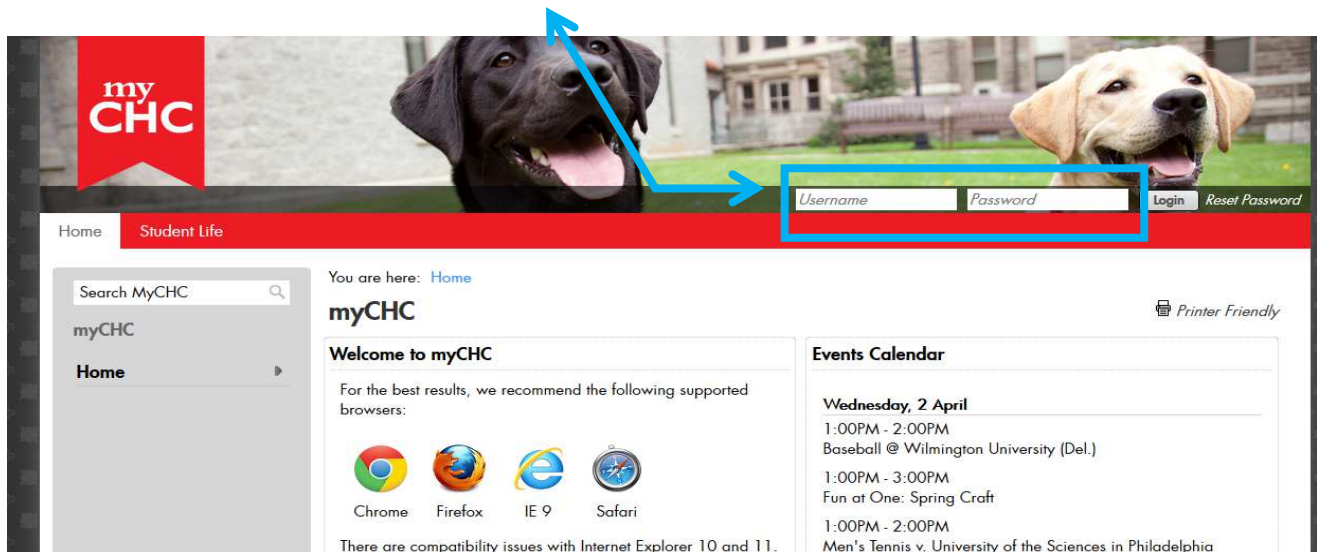 my
CHC
Username Password Login Reset Password
Home Student Life
Search MyCHC
myCHC
Home
You are here: Home
myCHC
Printer Friendly
Welcome to myCHC
For the best results, we recommend the following supported
browsers:
Chrome Firefox IE 9 Safari
There are compatibility issues with Internet Explorer 10 and 11.
Events Calendar
Wednesday, 2 April
1:00PM - 2:00PM
Baseball @ Wilmington University (Del.)
1:00PM - 3:00PM
Fun at One: Spring Craft
1:00PM - 2:00PM
Men's Tennis v. University of the Sciences in Philadelphia